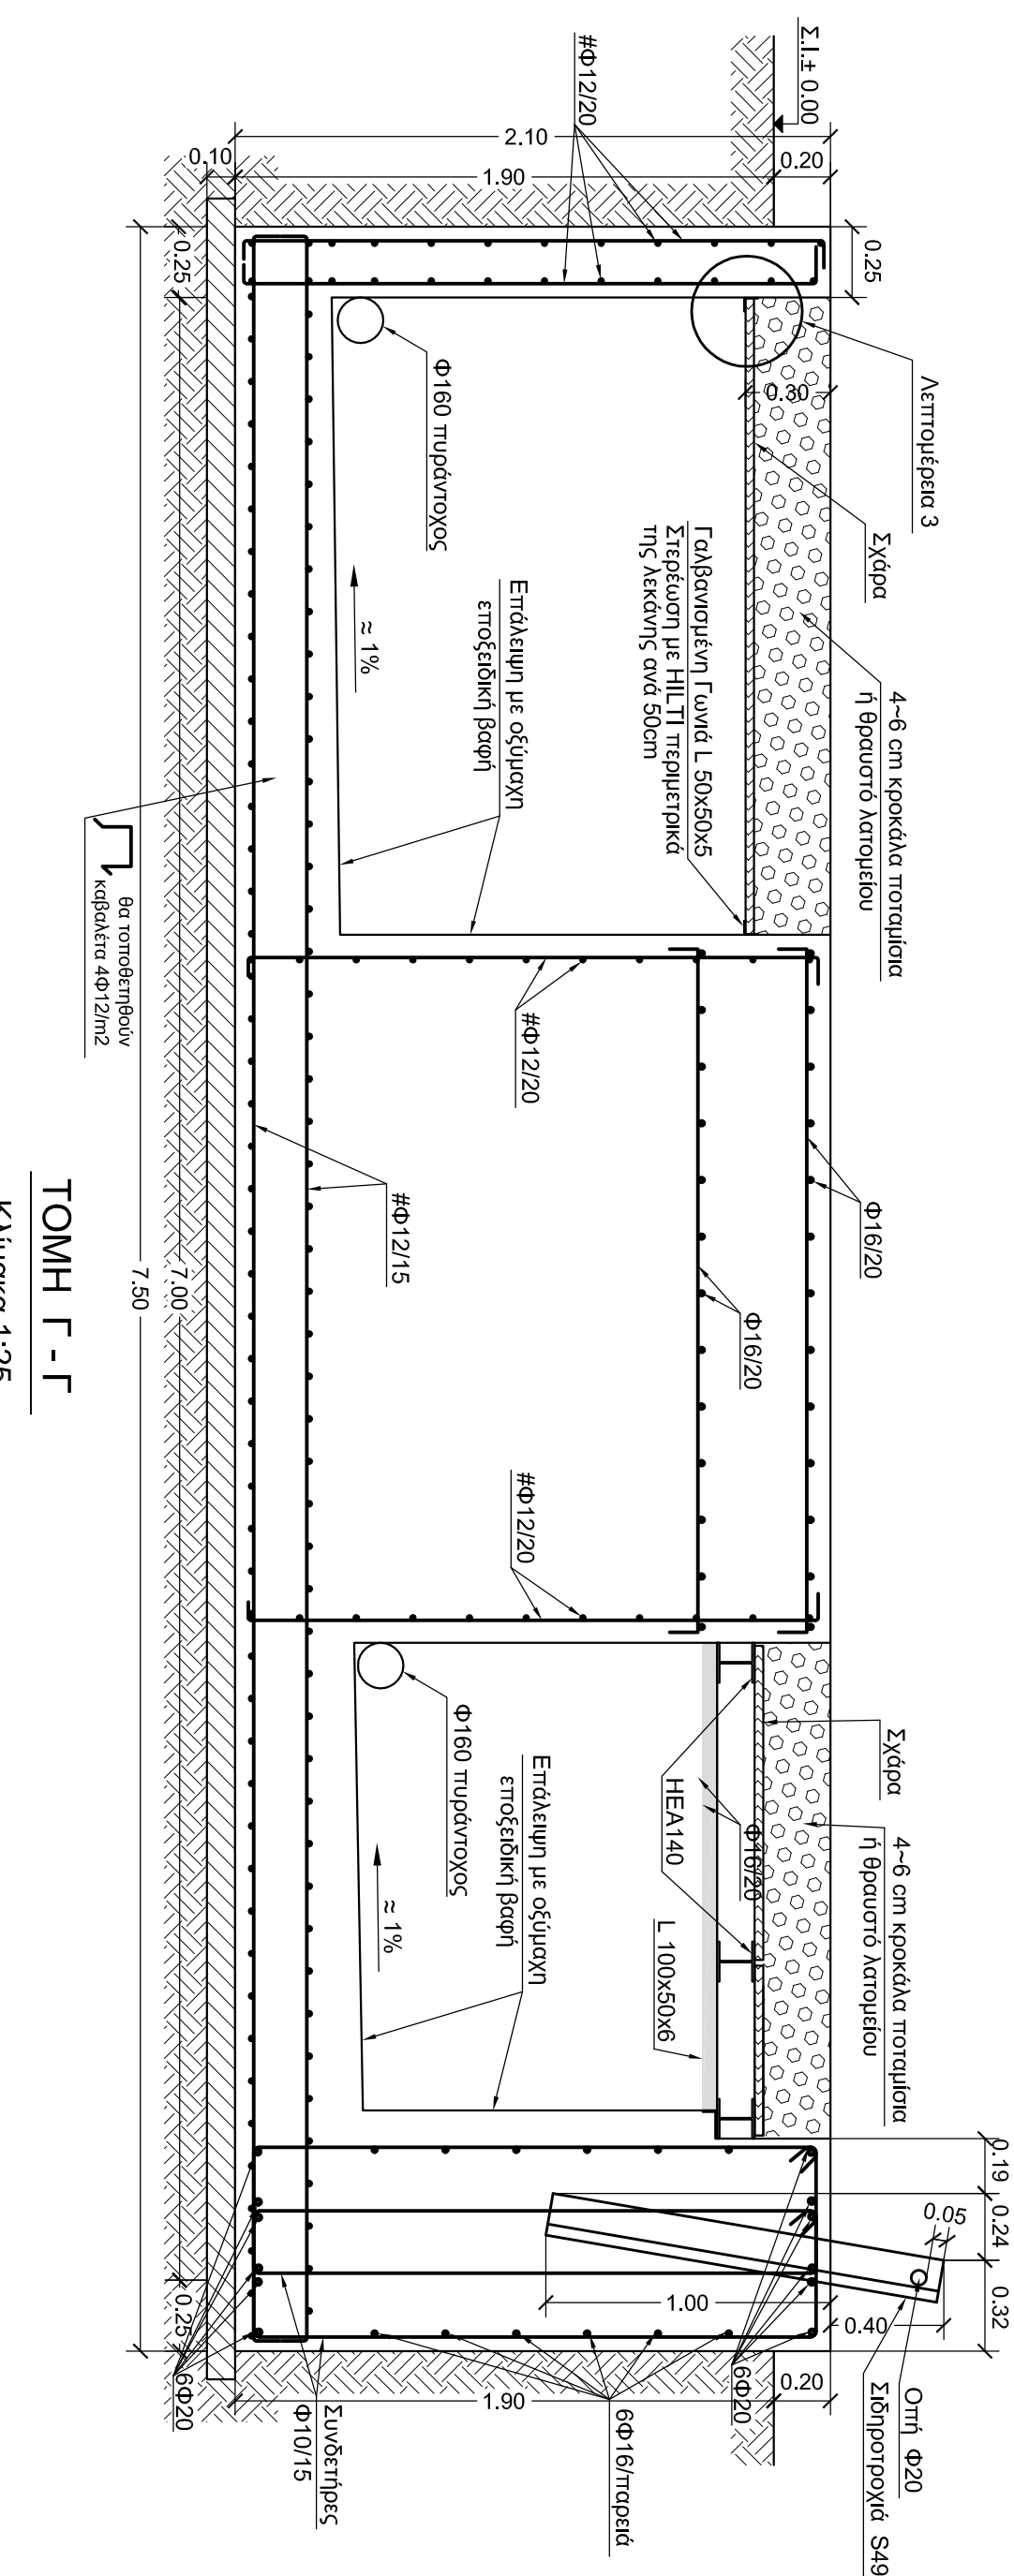 Σ.Ι.± 0.00
#Φ12/20
2.10
1.90
0.20
0.10
0.25
0.25
Λεπτομέρεια 3
0.30
Σχάρα
4~6 cm κροκάλα ποταμίσια
ή θραυστό λατομείου
Φ160 πυράντοχος
≈ 1%
Επάλειψη με οξύμαχη
εποξειδική βαφή
Γαλβανισμένη Γωνιά L 50x50x5
Στερέωση με HILTI περιμετρικά
της λεκάνης ανά 50cm
θα τοποθετηθούν
καβαλέτα 4Φ12/m2
#Φ12/20
#Φ12/15
Φ16/20
Φ16/20
7.00
7.50
#Φ12/20
Σχάρα
4~6 cm κροκάλα ποταμίσια
ή θραυστό λατομείου
Φ16/20
HEA140
L 100x50x6
Φ160 πυράντοχος
≈ 1%
Επάλειψη με οξύμαχη
εποξειδική βαφή
0.19
0.24
0.32
0.05
1.00
0.40
0.25
0.20
1.90
6Φ20
6Φ20
Συνδετήρες
Φ10/15
6Φ16/παρειά
Οπή Φ20
Σιδηροτροχιά S49
ΤΟΜΗ Γ - Γ
Κλίμακα 1:25